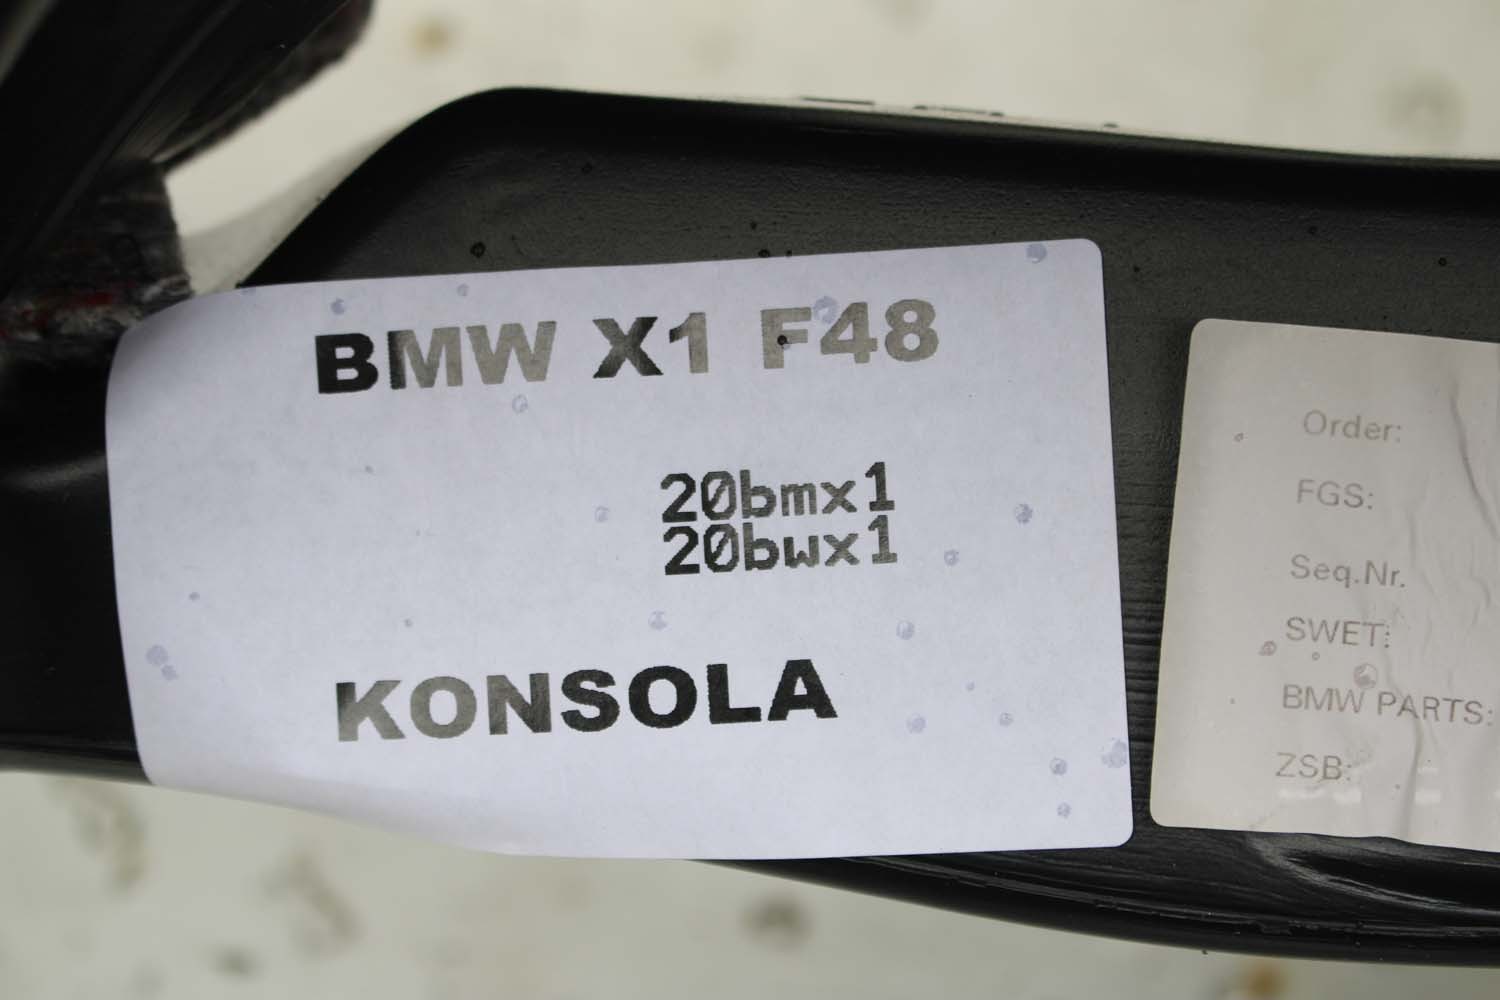 BMW X1 F48
20bmx1
20bwx1
KONSOLA
Order:
FGS:
Seq.Nr.
SWET:
BMW PARTS:
ZSB: